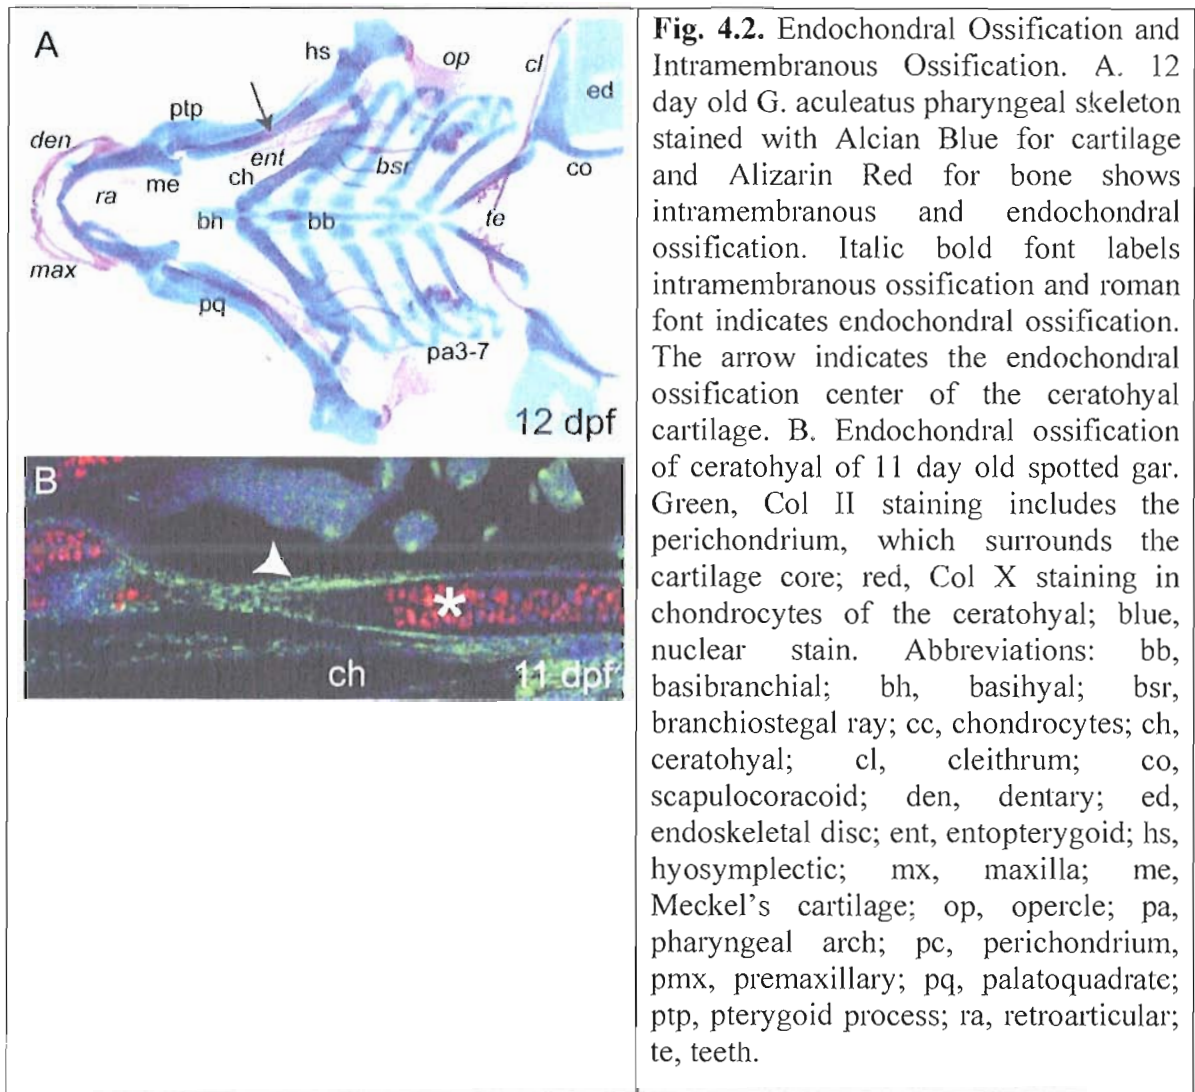 A
hs
op
cl
ed
ptp
den
ent
me
ch
bsr
co
ra
bh
bb
te
max
pq
pa3-7
12 dpf
B
*
ch
11 dpf
Fig. 4.2. Endochondral Ossification and
Intramembranous Ossification. A. 12
day old G. aculeatus pharyngeal skeleton
stained with Alcian Blue for cartilage
and Alizarin Red for bone shows
intramembranous and endochondral
ossification. Italic bold font labels
intramembranous ossification and roman
font indicates endochondral ossification.
The arrow indicates the endochondral
ossification center of the ceratohyal
cartilage. B. Endochondral ossification
of ceratohyal of 11 day old spotted gar.
Green, Col II staining includes the
perichondrium, which surrounds the
cartilage core; red, Col X staining in
chondrocytes of the ceratohyal; blue,
nuclear stain. Abbreviations: bb,
basibranchial; bh, basihyal; bsr,
branchiostegal ray; cc, chondrocytes; ch,
ceratohyal; cl, cleithrum; co,
scapulocoracoid; den, dentary; ed,
endoskeletal disc; ent, entopterygoid; hs,
hyosymplectic; mx, maxilla; me,
Meckel's cartilage; op, opercle; pa,
pharyngeal arch; pc, perichondrium,
pmx, premaxillary; pq, palatoquadrate;
ptp, pterygoid process; ra, retroarticular;
te, teeth.